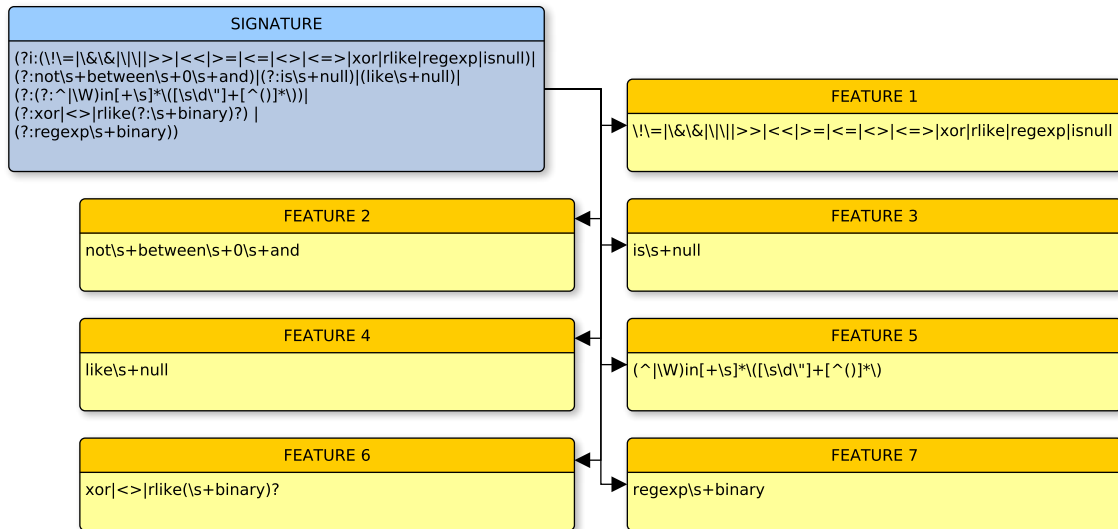 SIGNATURE
(?i:(\!\=|\&\&|\|\||>>|<<|>=|<=|<>|<=>|xor|rlike|regexp|isnull)|
(?:not\s+between\s+0\s+and)|(?:is\s+null)|(like\s+null)|
(?:(?:^|\W)in[+\s]*\([\s\d\"]+[^()]*\))|
(?:xor|<>|rlike(?:\s+binary)?) |
(?:regexp\s+binary))
FEATURE 1
\!\=|\&\&|\|\||>>|<<|>=|<=|<>|<=>|xor|rlike|regexp|isnull
FEATURE 2
not\s+between\s+0\s+and
FEATURE 3
is\s+null
FEATURE 4
like\s+null
FEATURE 5
(^|\W)in[+\s]*\([\s\d\"]+[^()]*\)
FEATURE 6
xor|<>|rlike(\s+binary)?
FEATURE 7
regexp\s+binary